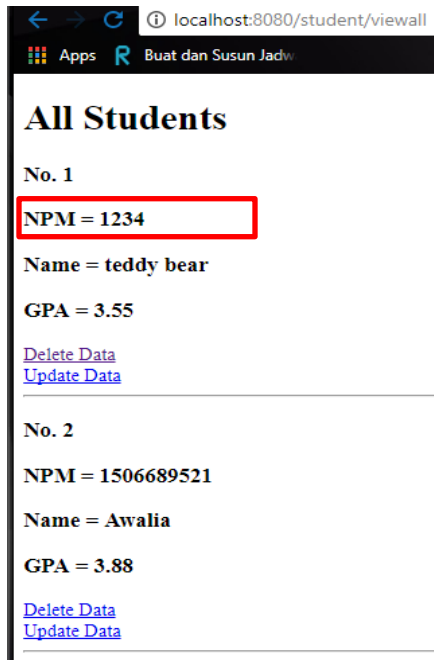 localhost:8080/student/viewall
Apps Buat dan Susun Jadw
All Students
No. 1
NPM = 1234
Name = teddy bear
GPA = 3.55
Delete Data
Update Data
No. 2
NPM = 1506689521
Name = Awalia
GPA = 3.88
Delete Data
Update Data